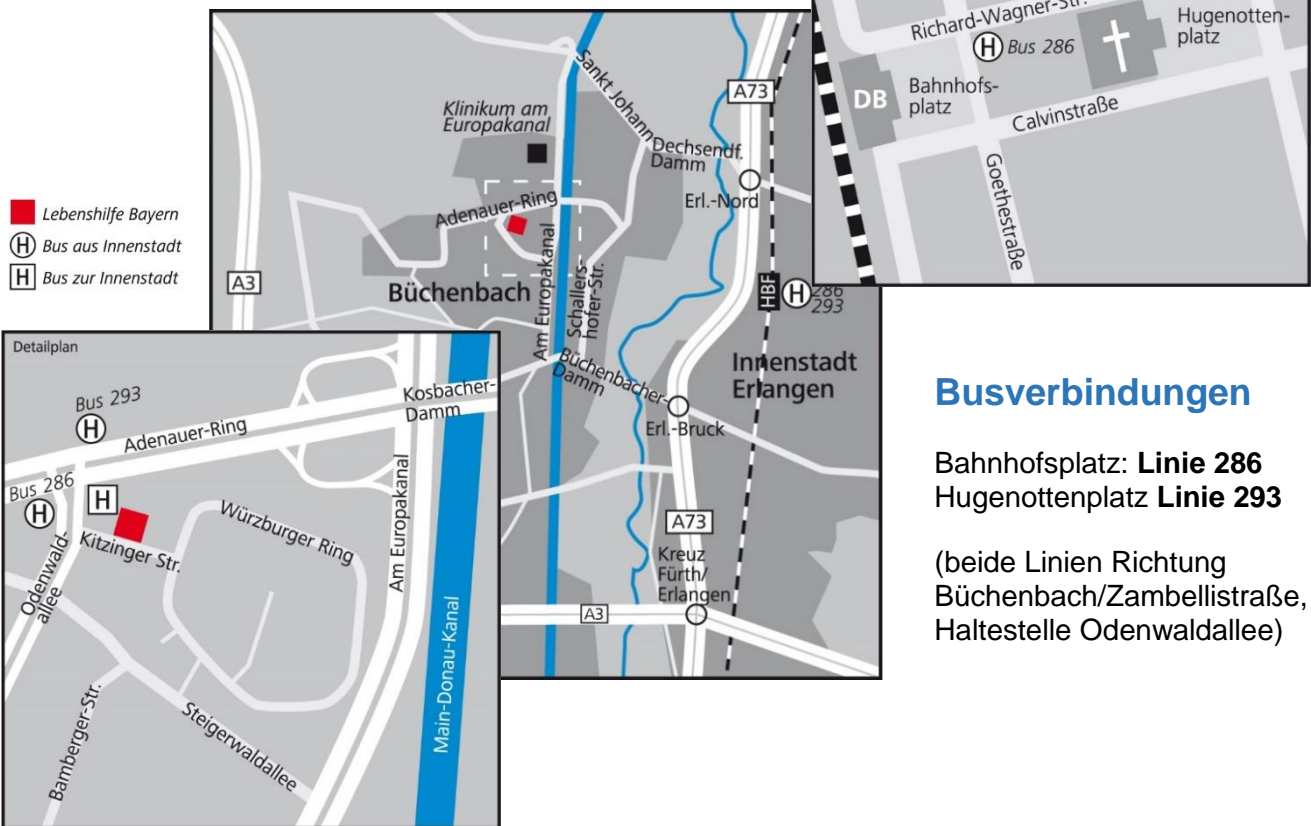 Lebenshilfe Bayern
H Bus aus Innenstadt
H Bus zur Innenstadt
Klinikum am
Europakanal
Sankt Johann
A73
Dechsendf.
Damm
Erl.-Nord
Adenauer-Ring
A3
Büchenbach
Am Europakanal
Schallers-
hofer-Str.
HBF
H 286
293
Büchenbacher-
Damm
Innenstadt
Erlangen
Erl.-Bruck
A73
Kreuz
Fürth/
Erlangen
A3
Richard-Wagner-Str.
H Bus 286
Hugenotten-
platz
DB
Bahnhofs-
platz
Calvinstraße
Goethestraße
Detailplan
Bus 293
H
Adenauer-Ring
Kosbacher-
Damm
Bus 286
H
H
Kitzinger Str.
Würzburger Ring
Am Europakanal
Odenwald-
allee
Main-Donau-Kanal
Bamberger-Str.
Steigerwaldallee
Busverbindungen
Bahnhofsplatz: Linie 286
Hugenottenplatz Linie 293
(beide Linien Richtung
Büchenbach/Zambellistraße,
Haltestelle Odenwaldallee)